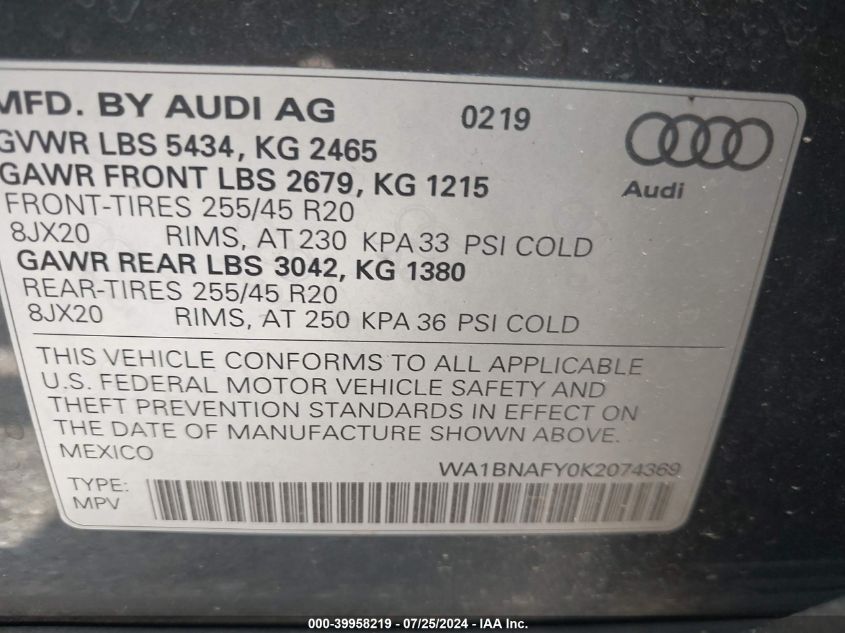 MFD. BY AUDI AG 0219
GVWR LBS 5434, KG 2465
GAWR FRONT LBS 2679, KG 1215
Audi
FRONT-TIRES 255/45 R20
8JX20 RIMS, AT 230 KPA 33 PSI COLD
GAWR REAR LBS 3042, KG 1380
REAR-TIRES 255/45 R20
8JX20 RIMS, AT 250 KPA 36 PSI COLD
THIS VEHICLE CONFORMS TO ALL APPLICABLE
U.S. FEDERAL MOTOR VEHICLE SAFETY AND
THEFT PREVENTION STANDARDS IN EFFECT ON
THE DATE OF MANUFACTURE SHOWN ABOVE.
MEXICO
WA1BNAFY0K2074369
TYPE:
MPV
000-39958219 - 07/25/2024 - IAA Inc.